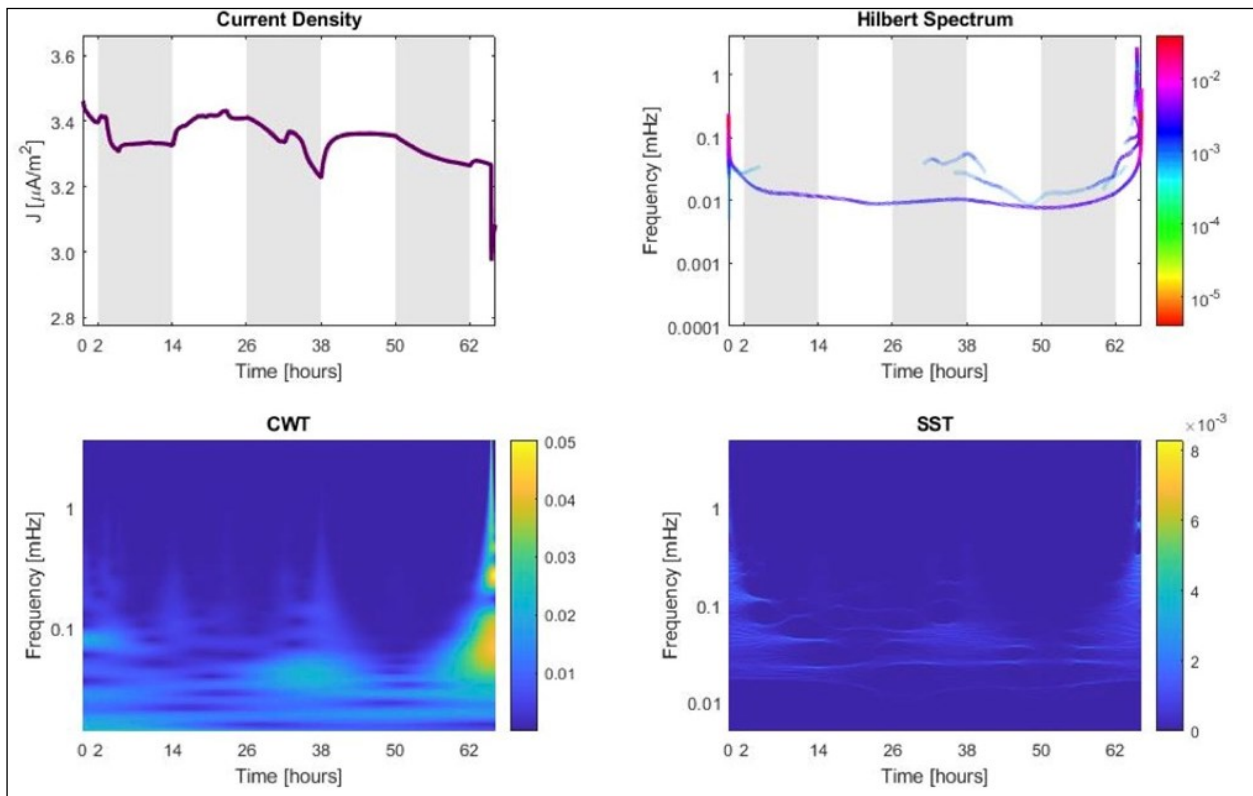 Current Density
J [μA/m²]
3.6
3.4
3.2
3.0
2.8
0 2 14 26 38 50 62
Time [hours]
Hilbert Spectrum
Frequency [mHz]
1
0.1
0.01
0.001
0.0001
0 2 14 26 38 50 62
Time [hours]
10⁻²
10⁻³
10⁻⁴
10⁻⁵
CWT
Frequency [mHz]
1
0.1
0 2 14 26 38 50 62
Time [hours]
0.05
0.04
0.03
0.02
0.01
SST
Frequency [mHz]
1
0.1
0.01
0 2 14 26 38 50 62
Time [hours]
×10⁻³
8
6
4
2
0